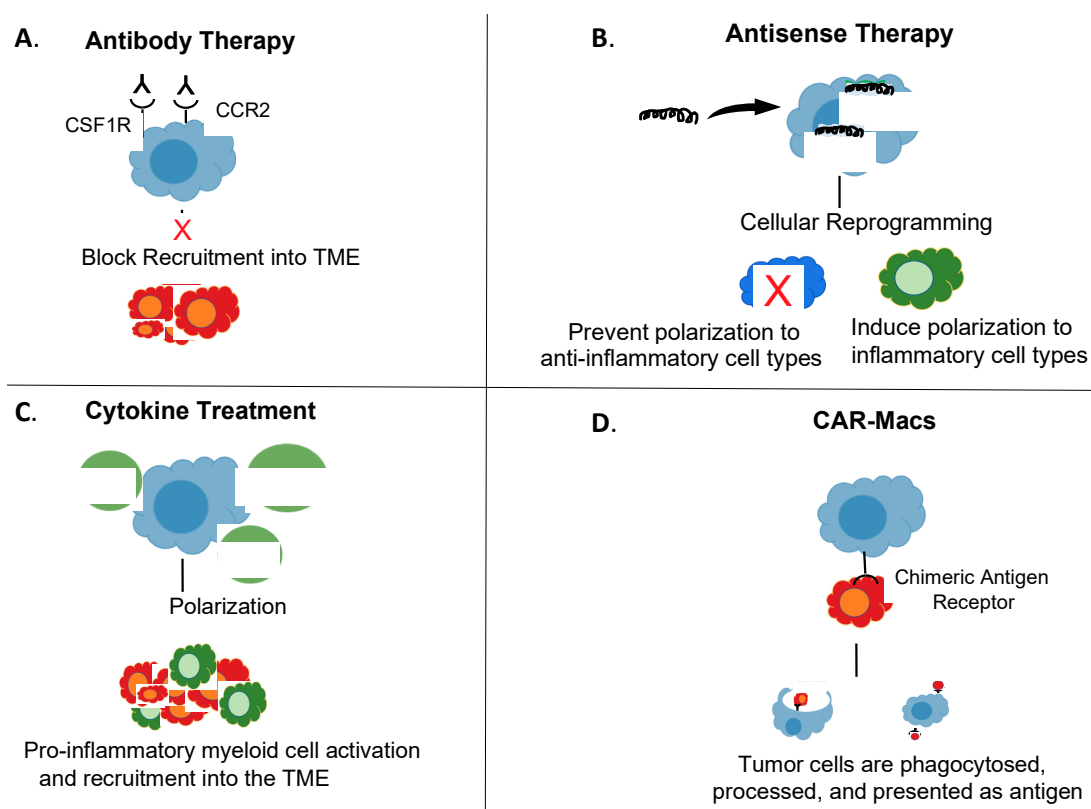 A.
Antibody Therapy
CSF1R
CCR2
X
Block Recruitment into TME
B.
Antisense Therapy
Cellular Reprogramming
X
Prevent polarization to
anti-inflammatory cell types
Induce polarization to
inflammatory cell types
C.
Cytokine Treatment
Polarization
Pro-inflammatory myeloid cell activation
and recruitment into the TME
D.
CAR-Macs
Chimeric Antigen
Receptor
Tumor cells are phagocytosed,
processed, and presented as antigen